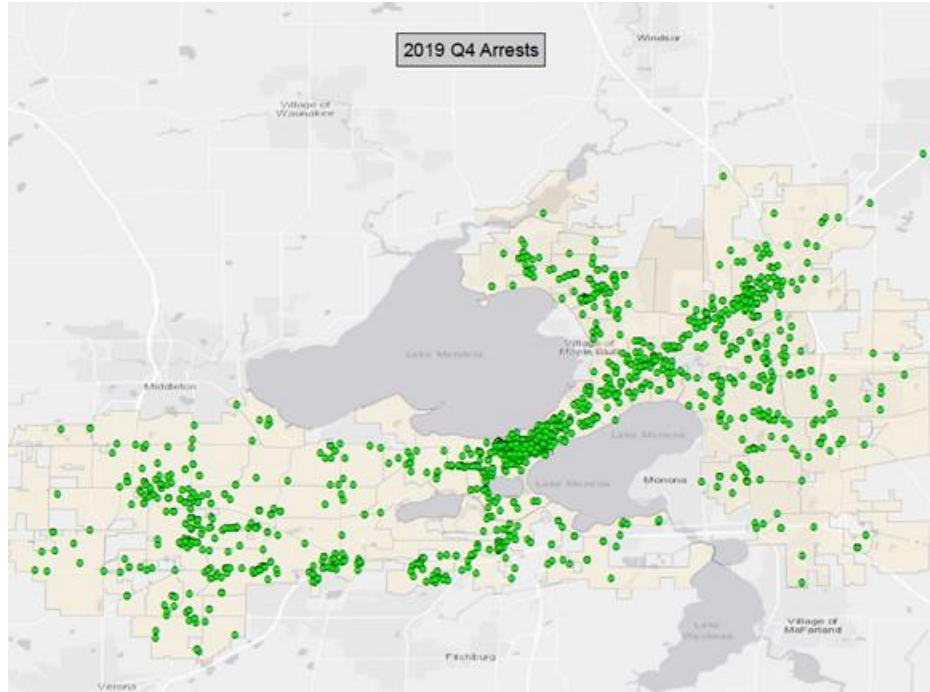 2019 Q4 Arrests
Windsor
Village of
Waunakee
Lake Mendota
Village of
Maple Bluff
Middleton
Lake Monona
Lake Monona
Monona
Lake
Waubesa
Village of
McFarland
Fitchburg
Verona